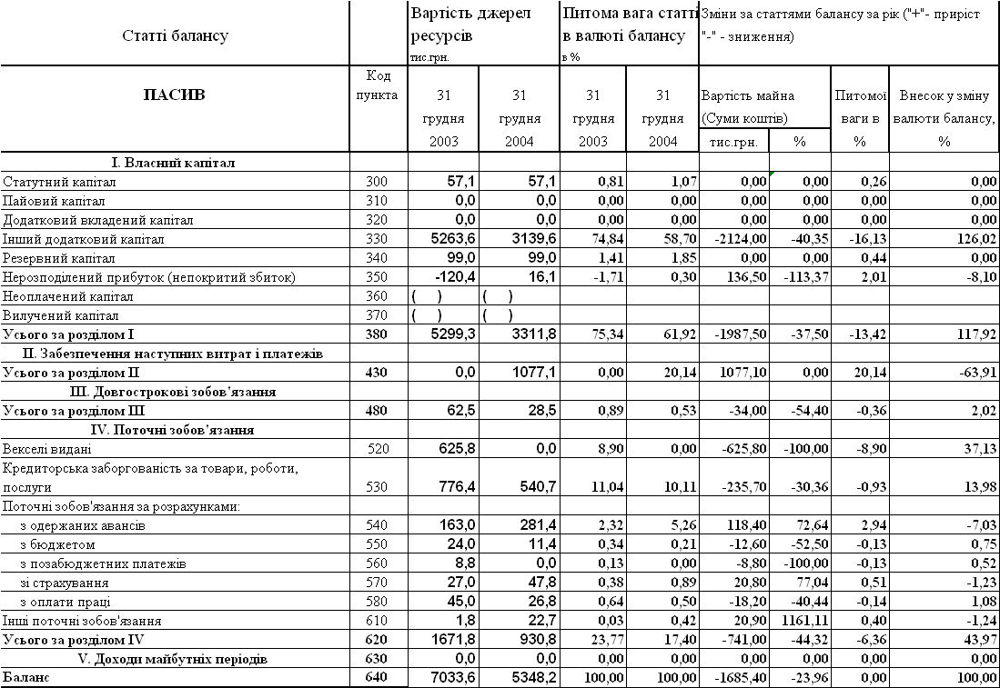 Статті балансу Вартість джерел ресурсів тис.грн. Питома вага статті в валюті балансу в % Зміни за статтями балансу за рік ("+"- приріст "-" - зниження)
ПАСИВ Код пункта 31 грудня 2003 31 грудня 2004 31 грудня 2003 31 грудня 2004 Вартість майна (Суми коштів) тис.грн. % Питомої ваги в % Внесок у зміну валюти балансу, %
І. Власний капітал
Статутний капітал 300 57,1 57,1 0,81 1,07 0,00 0,00 0,26 0,00
Пайовий капітал 310 0,0 0,0 0,00 0,00 0,00 0,00 0,00 0,00
Додатковий вкладений капітал 320 0,0 0,0 0,00 0,00 0,00 0,00 0,00 0,00
Інший додатковий капітал 330 5263,6 3139,6 74,84 58,70 -2124,00 -40,35 -16,13 126,02
Резервний капітал 340 99,0 99,0 1,41 1,85 0,00 0,00 0,44 0,00
Нерозподілений прибуток (непокритий збиток) 350 -120,4 16,1 -1,71 0,30 136,50 -113,37 2,01 -8,10
Неоплачений капітал 360 ( ) ( )
Вилучений капітал 370 ( ) ( )
Усього за розділом І 380 5299,3 3311,8 75,34 61,92 -1987,50 -37,50 -13,42 117,92
ІІ. Забезпечення наступних витрат і платежів
Усього за розділом ІІ 430 0,0 1077,1 0,00 20,14 1077,10 0,00 20,14 -63,91
ІІІ. Довгострокові зобов'язання
Усього за розділом ІІІ 480 62,5 28,5 0,89 0,53 -34,00 -54,40 -0,36 2,02
IV. Поточні зобов'язання
Векселі видані 520 625,8 0,0 8,90 0,00 -625,80 -100,00 -8,90 37,13
Кредиторська заборгованість за товари, роботи,
послуги 530 776,4 540,7 11,04 10,11 -235,70 -30,36 -0,93 13,98
Поточні зобов'язання за розрахунками:
з одержаних авансів 540 163,0 281,4 2,32 5,26 118,40 72,64 2,94 -7,03
з бюджетом 550 24,0 11,4 0,34 0,21 -12,60 -52,50 -0,13 0,75
з позабюджетних платежів 560 8,8 0,0 0,13 0,00 -8,80 -100,00 -0,13 0,52
зі страхування 570 27,0 47,8 0,38 0,89 20,80 77,04 0,51 -1,23
з оплати праці 580 45,0 26,8 0,64 0,50 -18,20 -40,44 -0,14 1,08
Інші поточні зобов'язання 610 1,8 22,7 0,03 0,42 20,90 1161,11 0,40 -1,24
Усього за розділом IV 620 1671,8 930,8 23,77 17,40 -741,00 -44,32 -6,36 43,97
V. Доходи майбутніх періодів 630 0,0 0,0 0,00 0,00 0,00 0,00 0,00 0,00
Баланс 640 7033,6 5348,2 100,00 100,00 -1685,40 -23,96 0,00 100,00